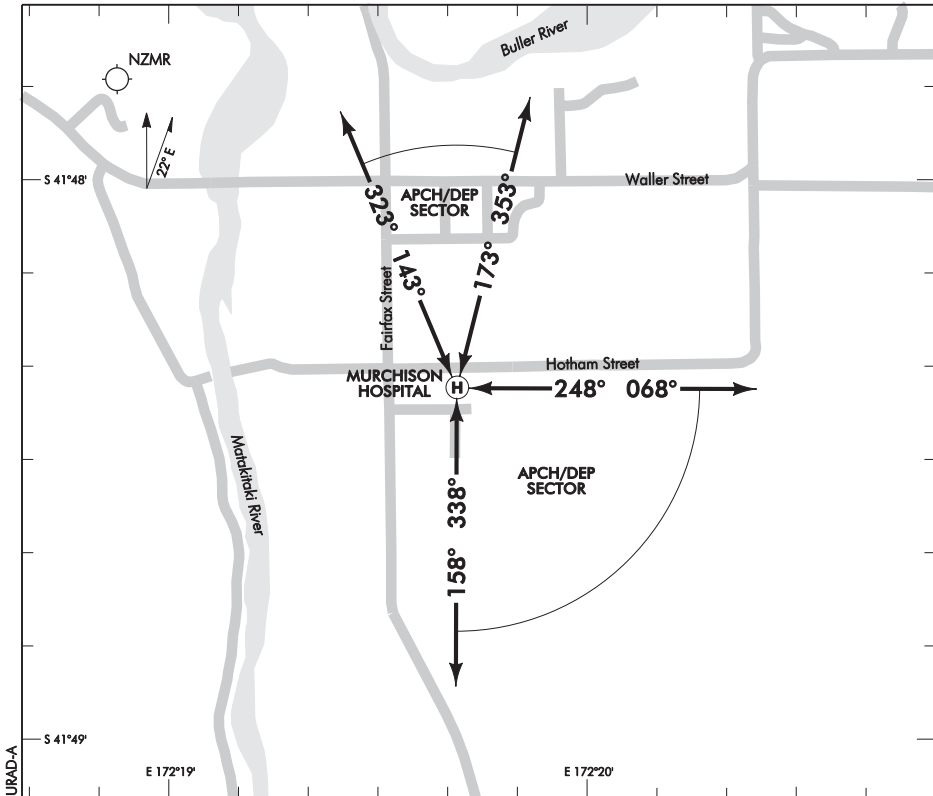 Buller River
NZMR
22° E
S 41°48'
Waller Street
APCH/DEP
SECTOR
323°
353°
143°
173°
Fairfax Street
Hotham Street
MURCHISON
HOSPITAL
H
248° 068°
Matakitaki River
APCH/DEP
SECTOR
158° 338°
S 41°49'
URAD-A
E 172°19'
E 172°20'